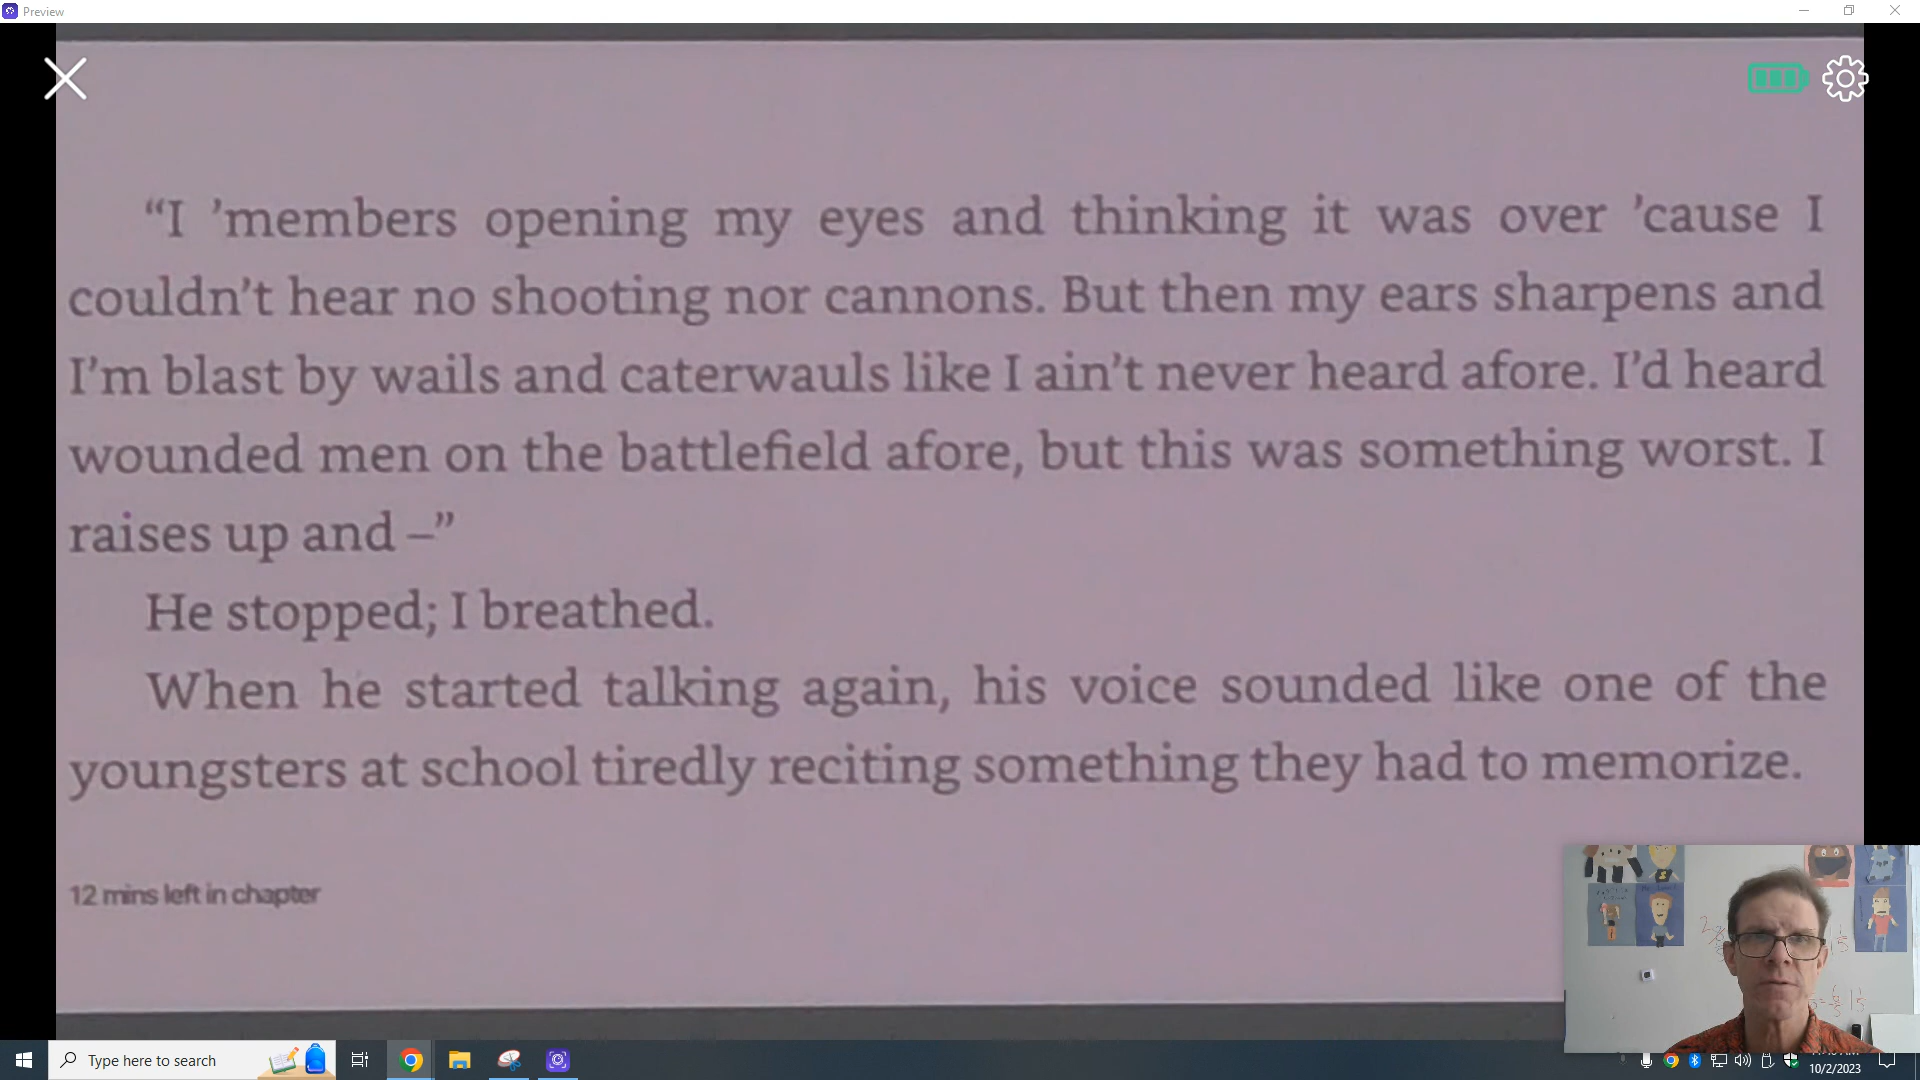 Preview
“I ’members opening my eyes and thinking it was over ’cause I
couldn’t hear no shooting nor cannons. But then my ears sharpens and
I’m blast by wails and caterwauls like I ain’t never heard afore. I’d heard
wounded men on the battlefield afore, but this was something worst. I
raises up and –”
He stopped; I breathed.
When he started talking again, his voice sounded like one of the
youngsters at school tiredly reciting something they had to memorize.
12 mins left in chapter
Type here to search
10/2/2023